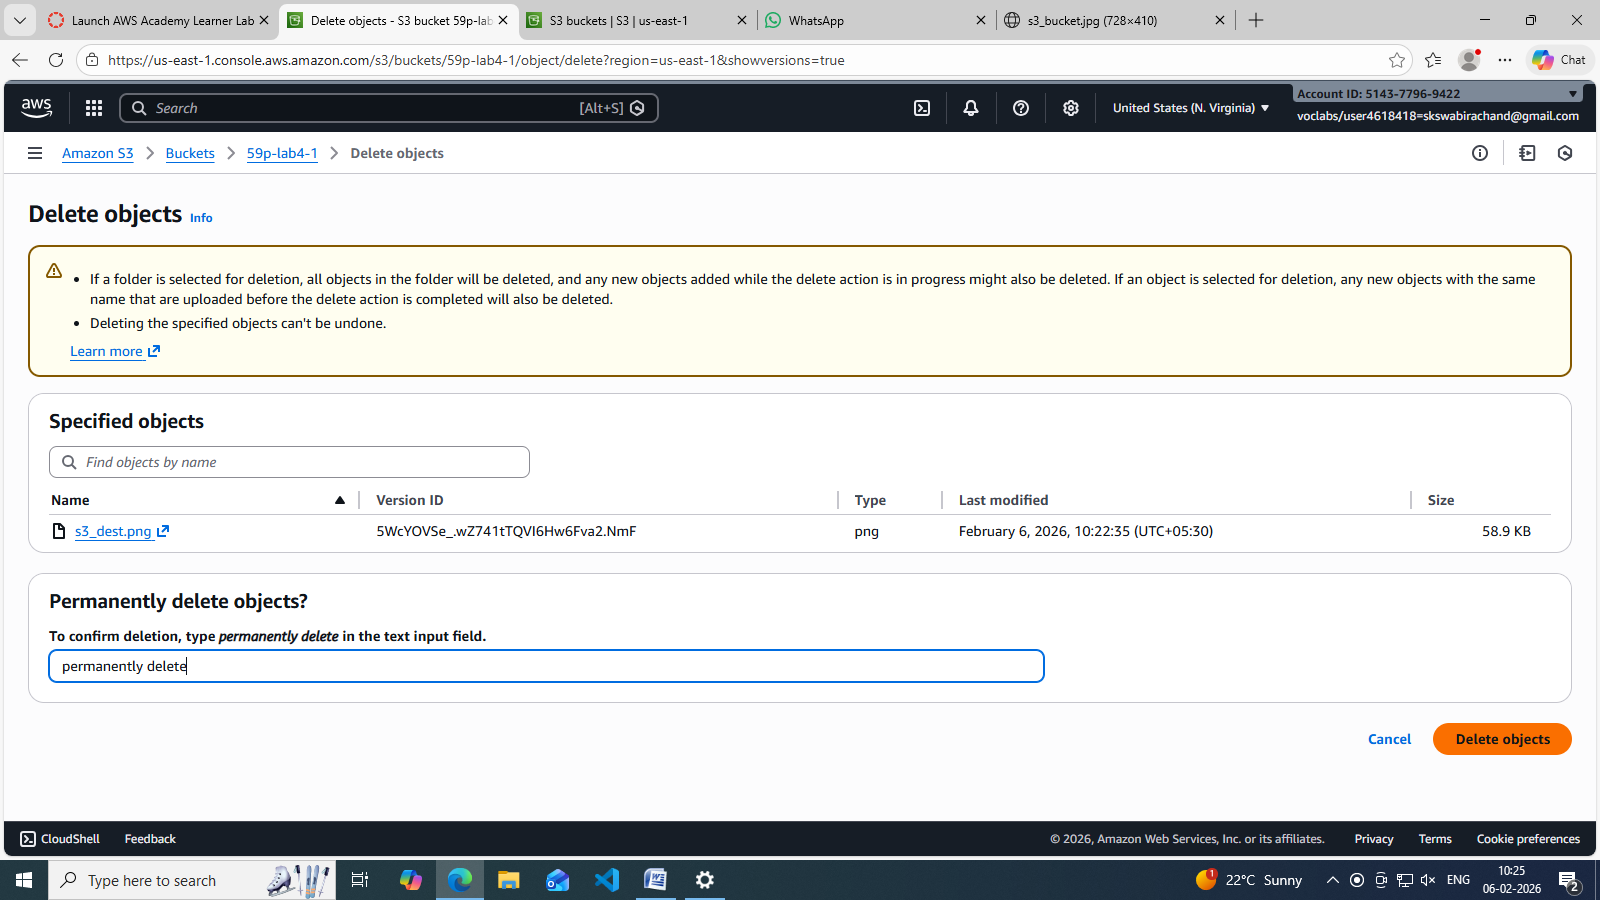 Launch AWS Academy Learner Lab
Delete objects - S3 bucket 59p-lab
S3 buckets | S3 | us-east-1
WhatsApp
s3_bucket.jpg (728×410)
https://us-east-1.console.aws.amazon.com/s3/buckets/59p-lab4-1/object/delete?region=us-east-1&showversions=true
Chat
aws
Search
[Alt+S]
United States (N. Virginia)
Account ID: 5143-7796-9422
voclabs/user4618418=skswabirachand@gmail.com
Amazon S3
Buckets
59p-lab4-1
Delete objects
Delete objects Info
If a folder is selected for deletion, all objects in the folder will be deleted, and any new objects added while the delete action is in progress might also be deleted. If an object is selected for deletion, any new objects with the same
name that are uploaded before the delete action is completed will also be deleted.
Deleting the specified objects can't be undone.
Learn more
Specified objects
Find objects by name
Name Version ID Type Last modified Size
s3_dest.png 5WcYOVSe_.wZ741tTQVI6Hw6Fva2.NmF png February 6, 2026, 10:22:35 (UTC+05:30) 58.9 KB
Permanently delete objects?
To confirm deletion, type permanently delete in the text input field.
permanently delete
Cancel
Delete objects
CloudShell
Feedback
© 2026, Amazon Web Services, Inc. or its affiliates.
Privacy
Terms
Cookie preferences
Type here to search
1
22°C Sunny
ENG
10:25
06-02-2026
2